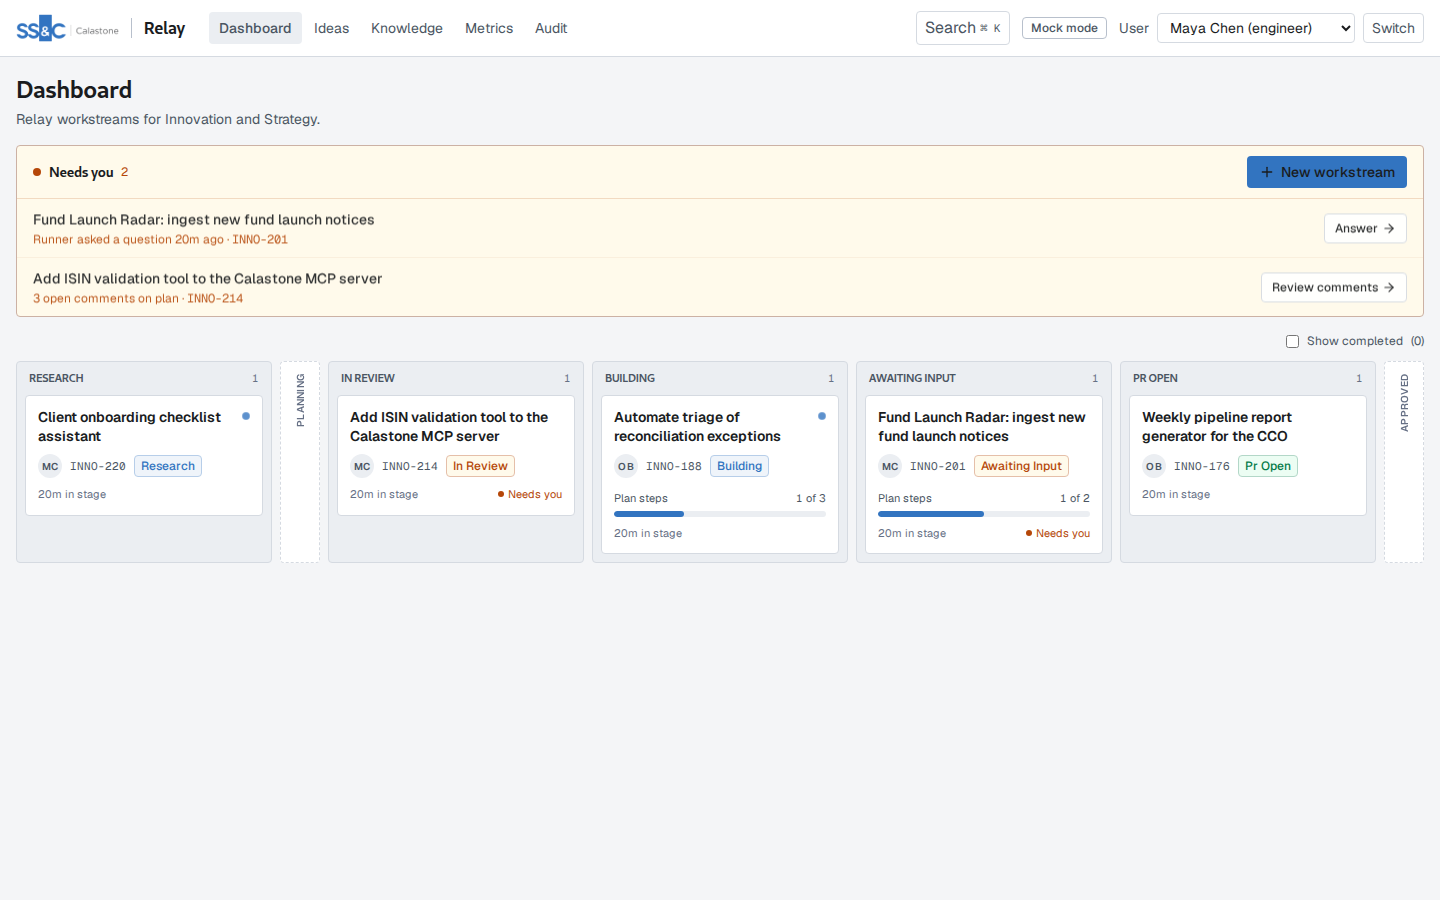 SS&C Calastone Relay Dashboard Ideas Knowledge Metrics Audit Search ⌘ K Mock mode User Maya Chen (engineer) Switch
Dashboard
Relay workstreams for Innovation and Strategy.
Needs you 2 + New workstream
Fund Launch Radar: ingest new fund launch notices
Runner asked a question 20m ago · INNO-201
Answer →
Add ISIN validation tool to the Calastone MCP server
3 open comments on plan · INNO-214
Review comments →
Show completed (0)
RESEARCH 1
Client onboarding checklist
assistant
MC INNO-220 Research
20m in stage
PLANNING
IN REVIEW 1
Add ISIN validation tool to the
Calastone MCP server
MC INNO-214 In Review
20m in stage Needs you
BUILDING 1
Automate triage of
reconciliation exceptions
OB INNO-188 Building
Plan steps 1 of 3
20m in stage
AWAITING INPUT 1
Fund Launch Radar: ingest new
fund launch notices
MC INNO-201 Awaiting Input
Plan steps 1 of 2
20m in stage Needs you
PR OPEN 1
Weekly pipeline report
generator for the CCO
OB INNO-176 Pr Open
20m in stage
APPROVED